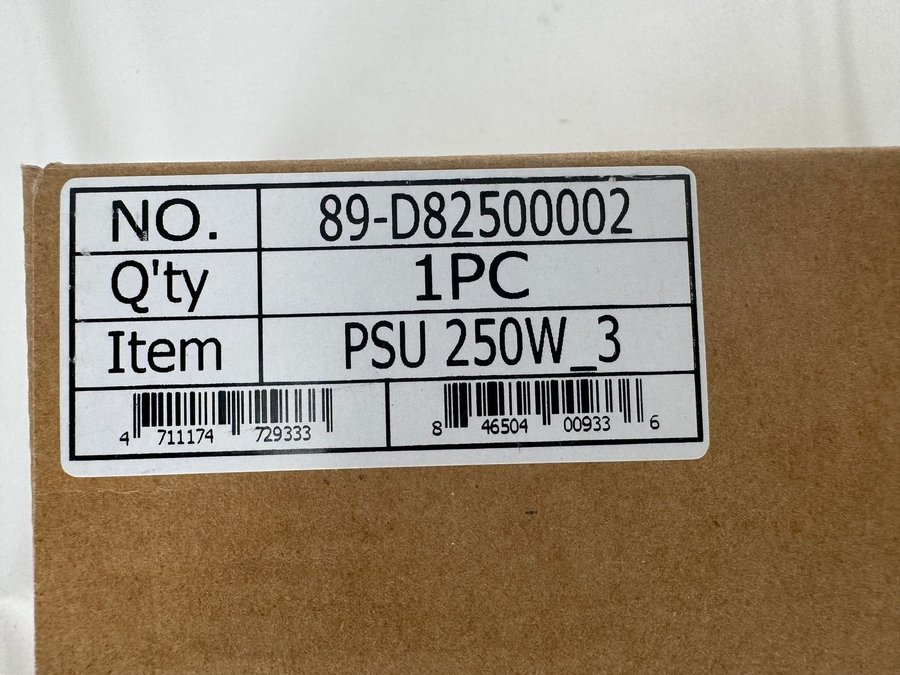 NO. 89-D82500002
Q'ty 1PC
Item PSU 250W_3
4 711174 729333 8 46504 00933 6